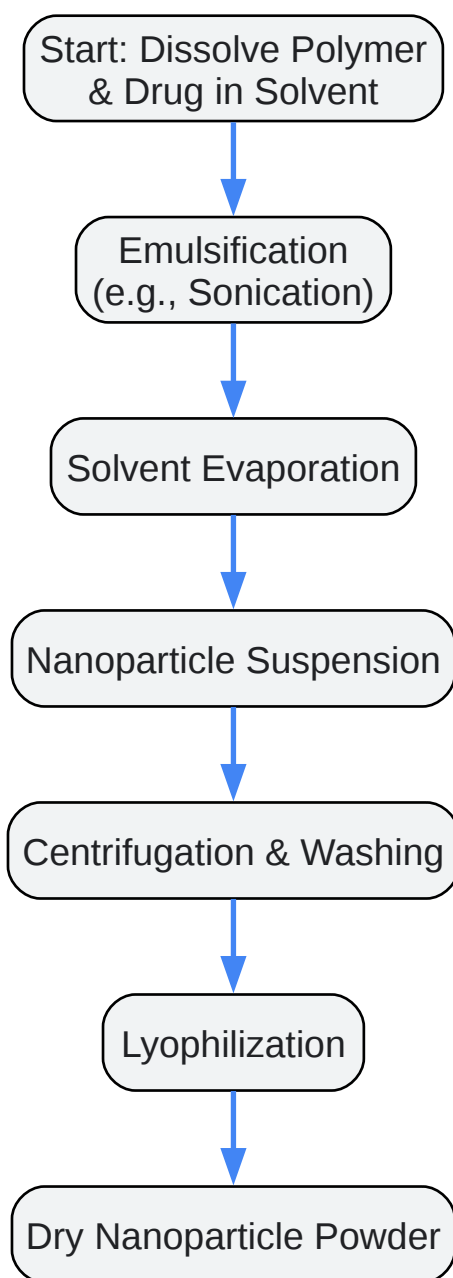 Start: Dissolve Polymer
& Drug in Solvent
Emulsification
(e.g., Sonication)
Solvent Evaporation
Nanoparticle Suspension
Centrifugation & Washing
Lyophilization
Dry Nanoparticle Powder